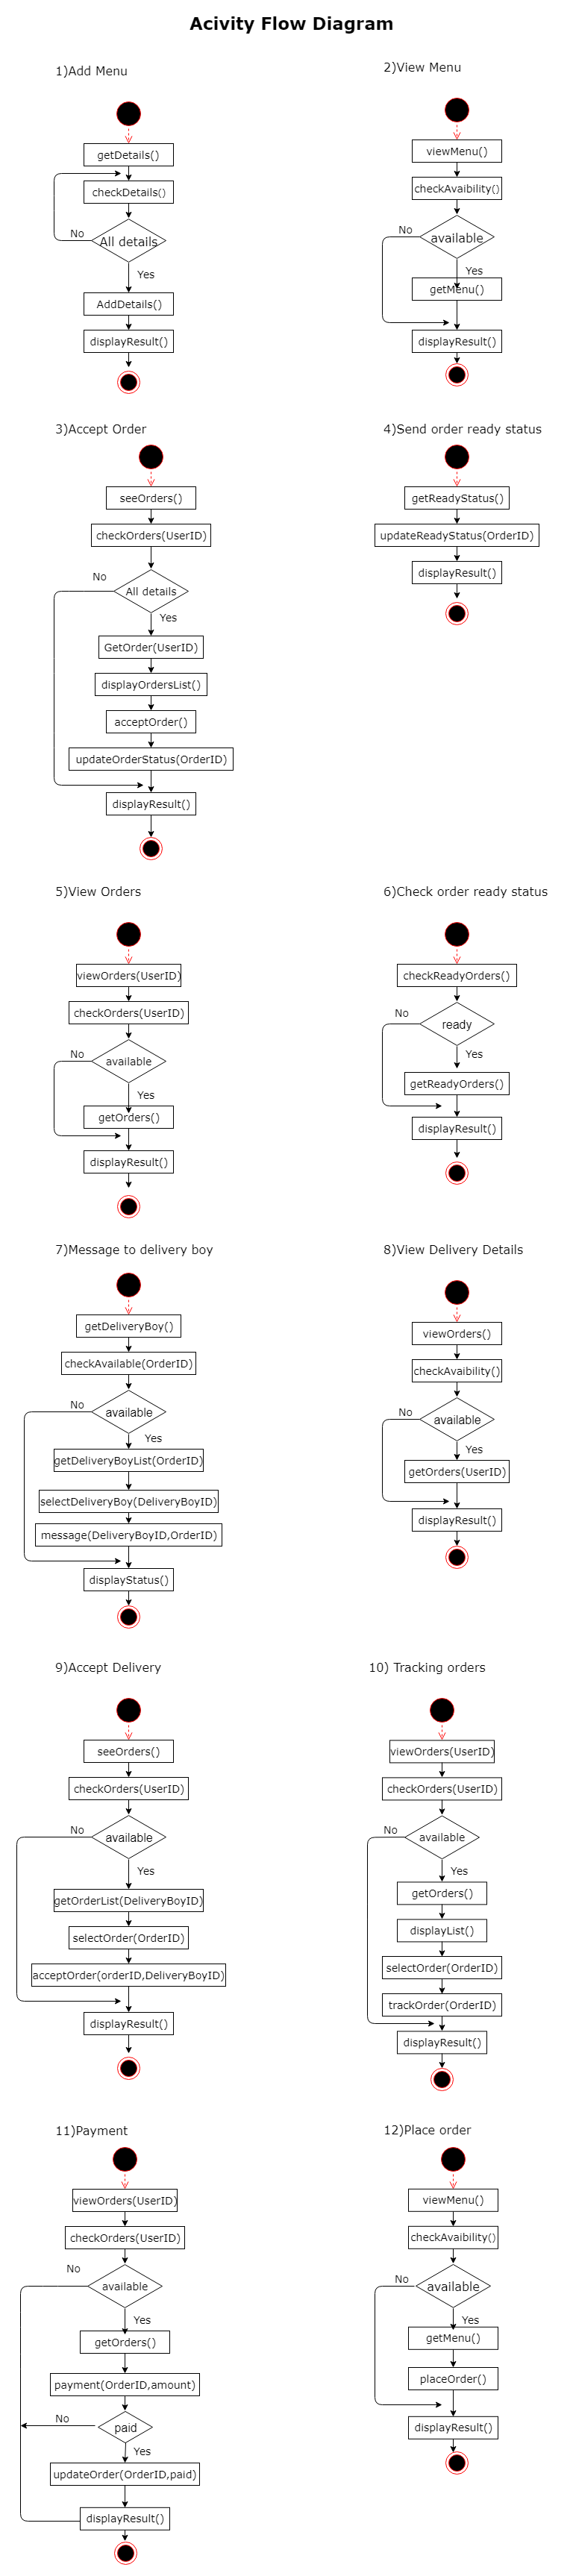 Acivity Flow Diagram
1)Add Menu
getDetails()
checkDetails()
No
All details
Yes
AddDetails()
displayResult()
2)View Menu
viewMenu()
checkAvaibility()
No
available
Yes
getMenu()
displayResult()
3)Accept Order
seeOrders()
checkOrders(UserID)
No
All details
Yes
GetOrder(UserID)
displayOrdersList()
acceptOrder()
updateOrderStatus(OrderID)
displayResult()
4)Send order ready status
getReadyStatus()
updateReadyStatus(OrderID)
displayResult()
5)View Orders
viewOrders(UserID)
checkOrders(UserID)
No
available
Yes
getOrders()
displayResult()
6)Check order ready status
checkReadyOrders()
No
ready
Yes
getReadyOrders()
displayResult()
7)Message to delivery boy
getDeliveryBoy()
checkAvailable(OrderID)
No
available
Yes
getDeliveryBoyList(OrderID)
selectDeliveryBoy(DeliveryBoyID)
message(DeliveryBoyID,OrderID)
displayStatus()
8)View Delivery Details
viewOrders()
checkAvaibility()
No
available
Yes
getOrders(UserID)
displayResult()
9)Accept Delivery
seeOrders()
checkOrders(UserID)
No
available
Yes
getOrderList(DeliveryBoyID)
selectOrder(OrderID)
acceptOrder(orderID,DeliveryBoyID)
displayResult()
10) Tracking orders
viewOrders(UserID)
checkOrders(UserID)
No
available
Yes
getOrders()
displayList()
selectOrder(OrderID)
trackOrder(OrderID)
displayResult()
11)Payment
viewOrders(UserID)
checkOrders(UserID)
No
available
Yes
getOrders()
payment(OrderID,amount)
No
paid
Yes
updateOrder(OrderID,paid)
displayResult()
12)Place order
viewMenu()
checkAvaibility()
No
available
Yes
getMenu()
placeOrder()
displayResult()